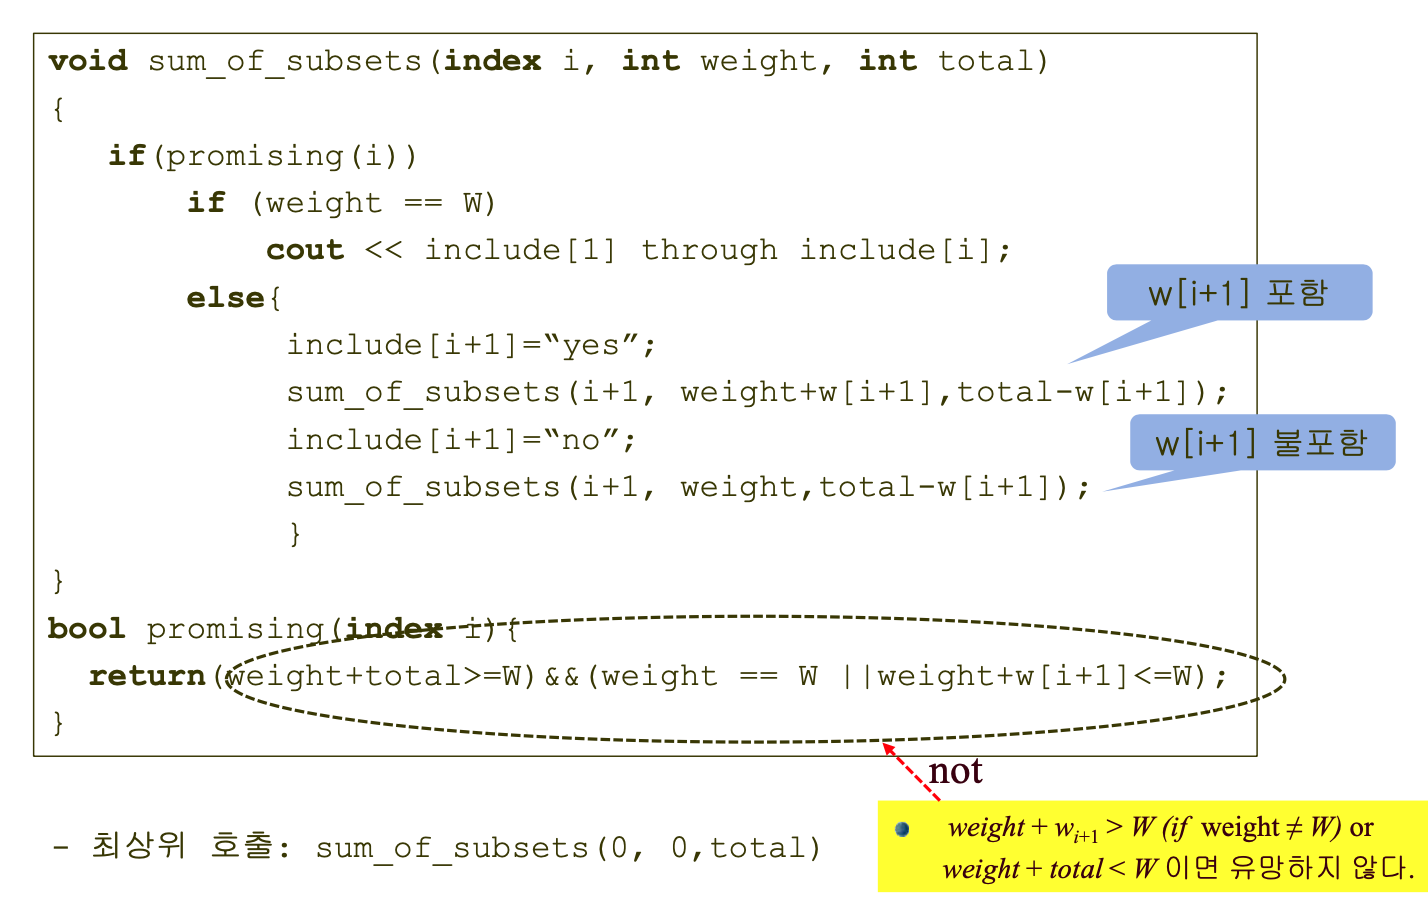 void sum_of_subsets(index i, int weight, int total)
{
if(promising(i))
if (weight == W)
cout << include[1] through include[i];
else{
w[i+1] 포함
include[i+1]=“yes”;
sum_of_subsets(i+1, weight+w[i+1],total-w[i+1]);
include[i+1]=“no”;
w[i+1] 불포함
sum_of_subsets(i+1, weight,total-w[i+1]);
}
}
bool promising(index i){
return(weight+total>=W)&&(weight == W ||weight+w[i+1]<=W);
}
not
weight + wi+1 > W (if weight ≠ W) or
weight + total < W 이면 유망하지 않다.
- 최상위 호출: sum_of_subsets(0, 0,total)